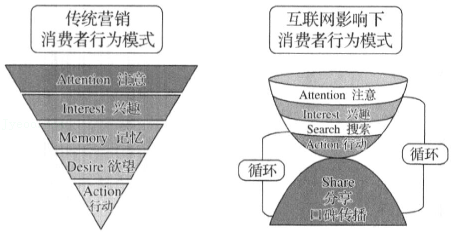 传统营销
消费者行为模式
Attention 注意
Interest 兴趣
Memory 记忆
Desire 欲望
Action
行动
互联网影响下
消费者行为模式
Attention 注意
Interest 兴趣
Search 搜索
Action 行动
循环
循环
Share
分享
口碑传播